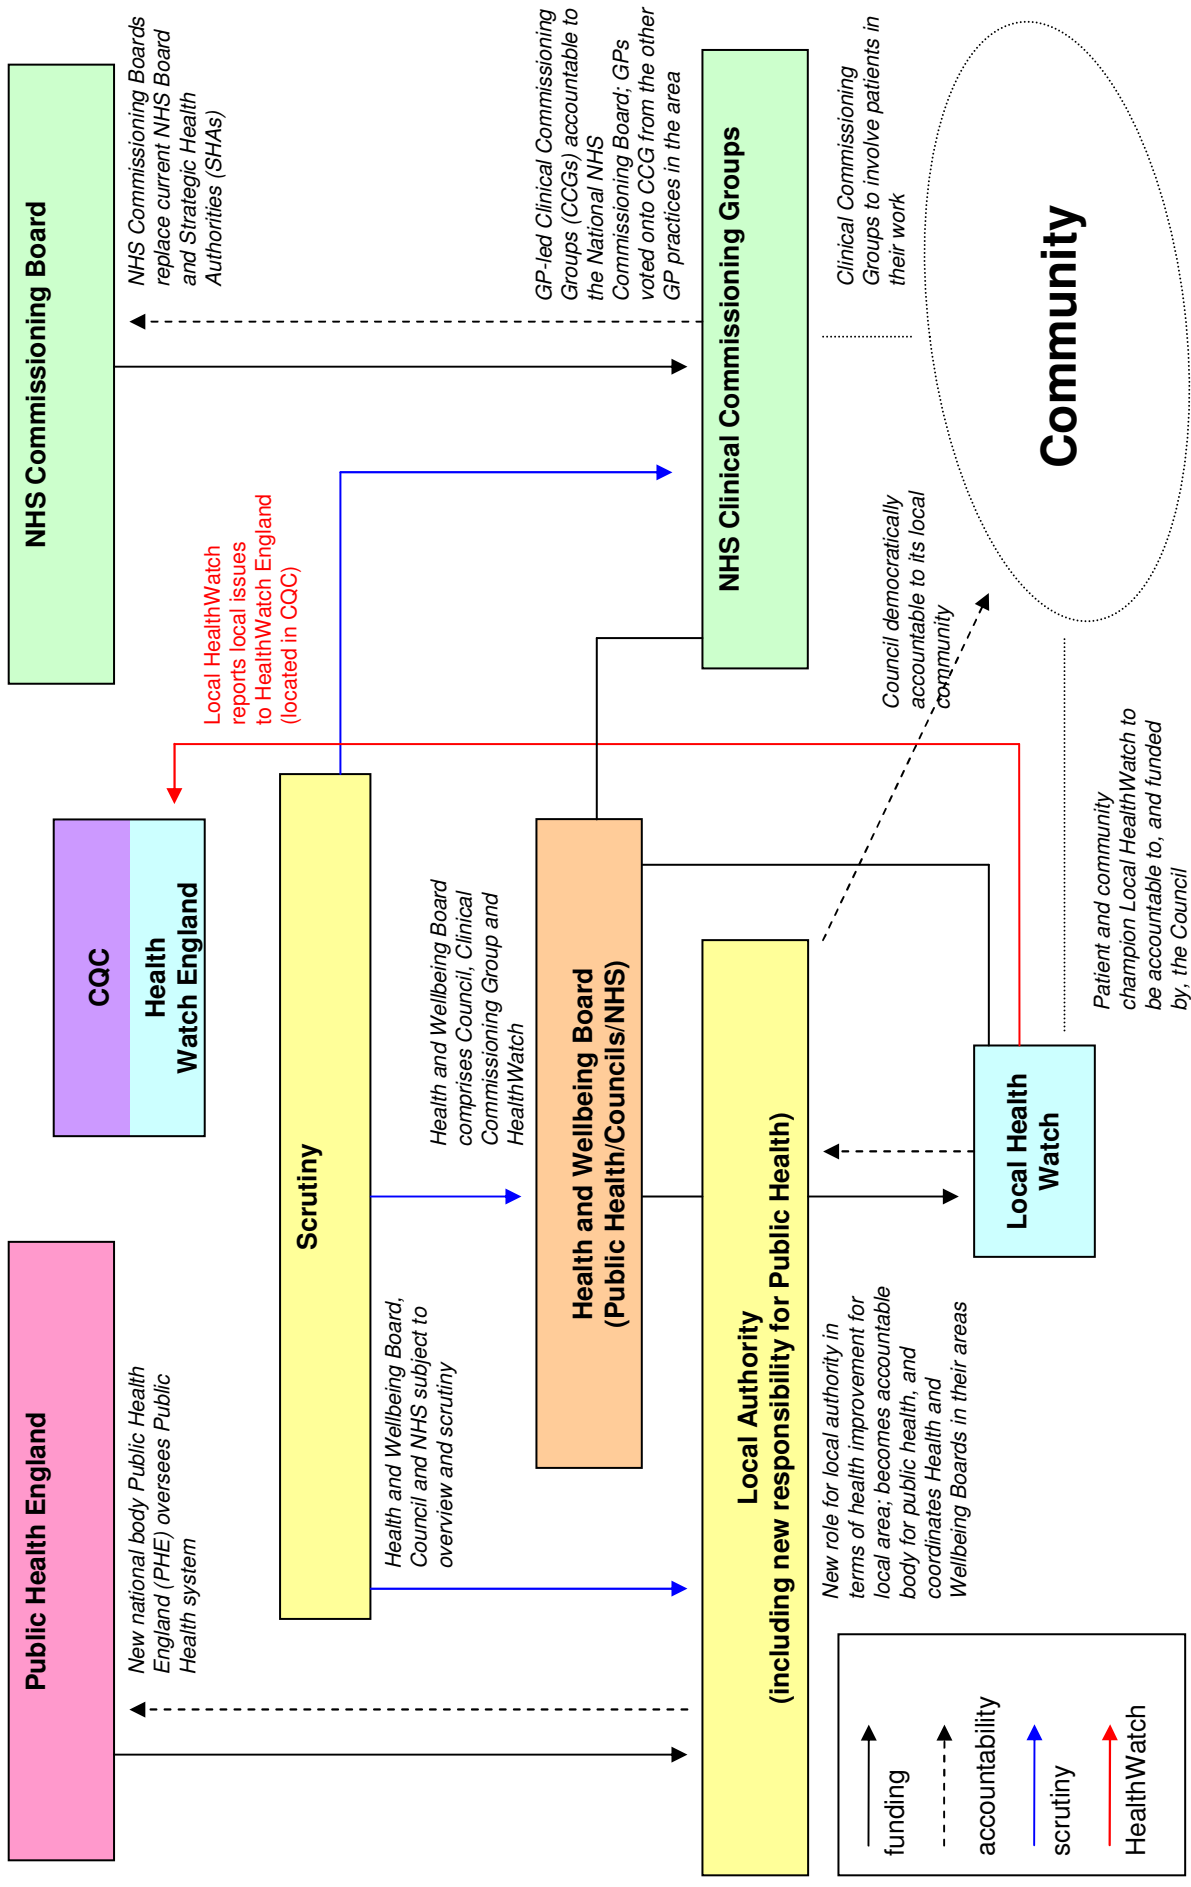 Public Health England
New national body Public Health
England (PHE) oversees Public
Health system
CQC
Health
Watch England
NHS Commissioning Board
NHS Commissioning Boards
replace current NHS Board
and Strategic Health
Authorities (SHAs)
Local HealthWatch
reports local issues
to HealthWatch England
(located in CQC)
Scrutiny
Health and Wellbeing Board,
Council and NHS subject to
overview and scrutiny
Health and Wellbeing Board
comprises Council, Clinical
Commissioning Group and
HealthWatch
GP-led Clinical Commissioning
Groups (CCGs) accountable to
the National NHS
Commissioning Board; GPs
voted onto CCG from the other
GP practices in the area
Health and Wellbeing Board
(Public Health/Councils/NHS)
Local Authority
(including new responsibility for Public Health)
NHS Clinical Commissioning Groups
New role for local authority in
terms of health improvement for
local area; becomes accountable
body for public health, and
coordinates Health and
Wellbeing Boards in their areas
Council democratically
accountable to its local
community
Clinical Commissioning
Groups to involve patients in
their work
funding
accountability
scrutiny
HealthWatch
Local Health
Watch
Patient and community
champion Local HealthWatch to
be accountable to, and funded
by, the Council
Community